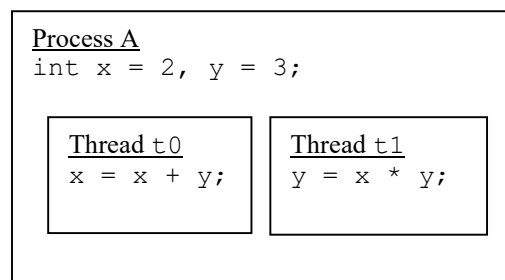 Process A
int x = 2, y = 3;
Thread t0
x = x + y;
Thread t1
y = x * y;